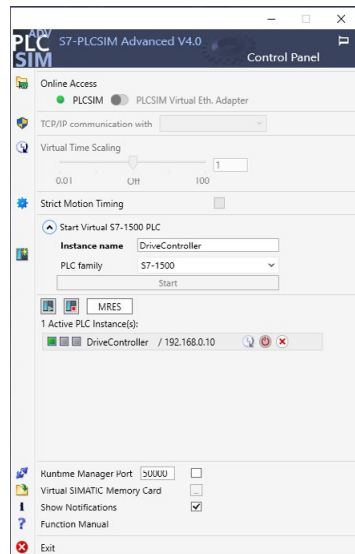 PLC SIM ADV
S7-PLCSIM Advanced V4.0
Control Panel
Online Access
PLCSIM PLCSIM Virtual Eth. Adapter
TCP/IP communication with
Virtual Time Scaling
1
0.01 Off 100
Strict Motion Timing
Start Virtual S7-1500 PLC
Instance name DriveController
PLC family S7-1500
Start
MRES
1 Active PLC Instance(s):
DriveController / 192.168.0.10
Runtime Manager Port 50000
Virtual SIMATIC Memory Card ...
Show Notifications
Function Manual
Exit